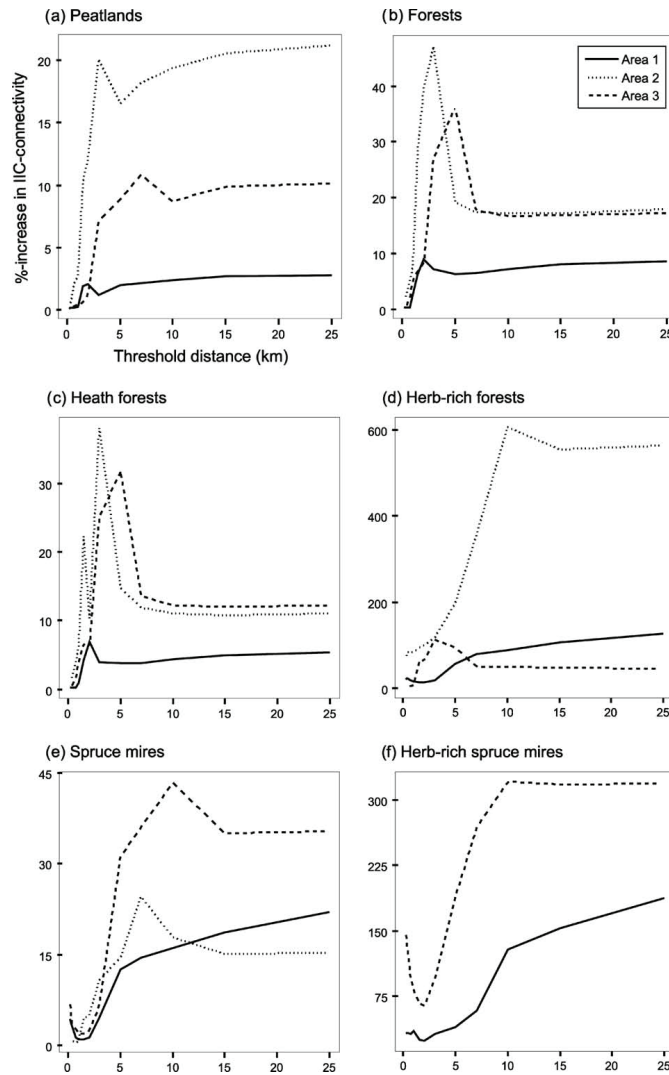 (a) Peatlands
20
15
10
5
0
0 5 10 15 20 25
Threshold distance (km)
%-increase in IIC-connectivity
(b) Forests
Area 1
Area 2
Area 3
40
30
20
10
0
0 5 10 15 20 25
(c) Heath forests
30
20
10
0
0 5 10 15 20 25
(d) Herb-rich forests
600
400
200
100
0
0 5 10 15 20 25
(e) Spruce mires
45
30
15
0
0 5 10 15 20 25
(f) Herb-rich spruce mires
300
225
150
75
0 5 10 15 20 25